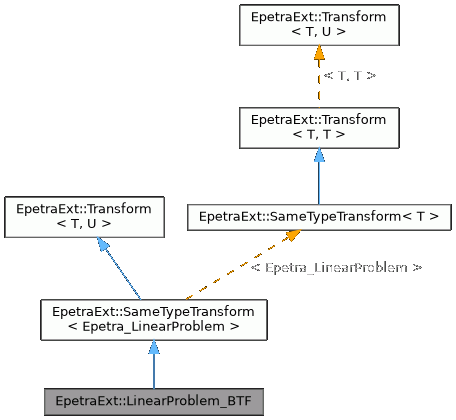 EpetraExt::Transform
< T, U >
< T, T >
EpetraExt::Transform
< T, T >
EpetraExt::Transform
< T, U >
EpetraExt::SameTypeTransform< T >
< Epetra_LinearProblem >
EpetraExt::SameTypeTransform
< Epetra_LinearProblem >
EpetraExt::LinearProblem_BTF